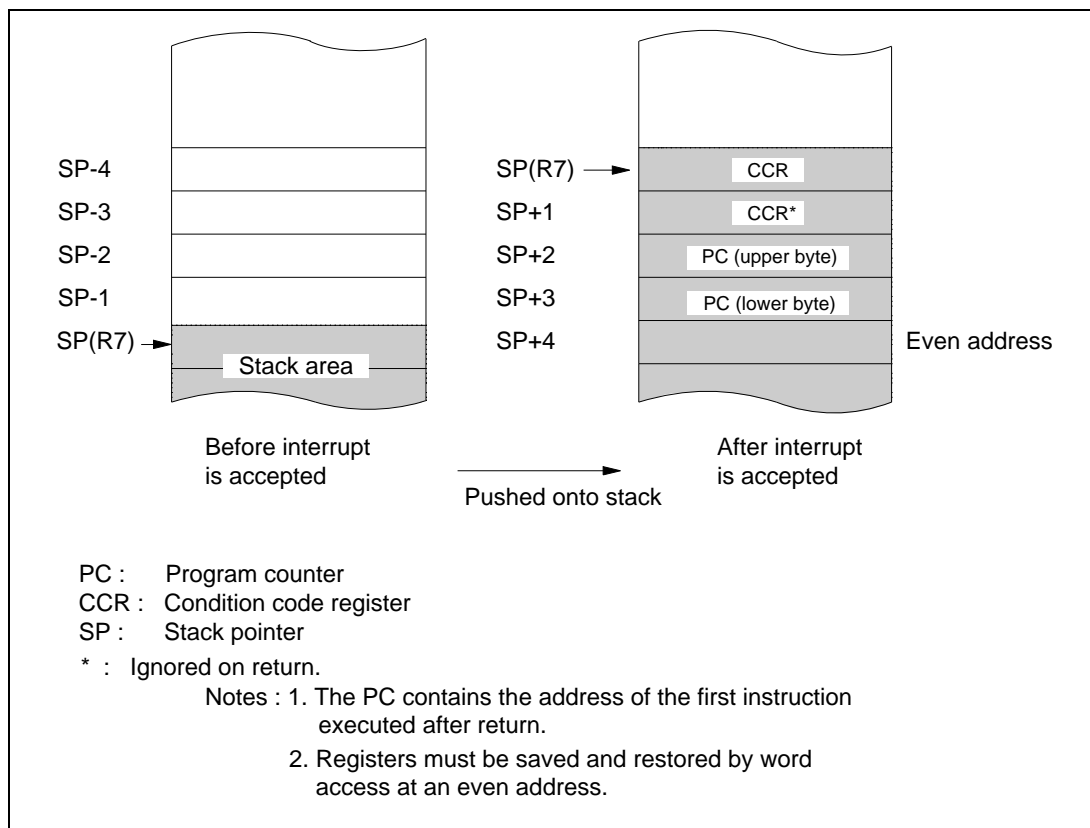 SP-4
SP-3
SP-2
SP-1
SP(R7)
Stack area
SP(R7)
SP+1
SP+2
SP+3
SP+4
CCR
CCR*
PC (upper byte)
PC (lower byte)
Even address
Before interrupt
is accepted
Pushed onto stack
After interrupt
is accepted
PC : Program counter
CCR : Condition code register
SP : Stack pointer
* : Ignored on return.
Notes : 1. The PC contains the address of the first instruction
executed after return.
2. Registers must be saved and restored by word
access at an even address.